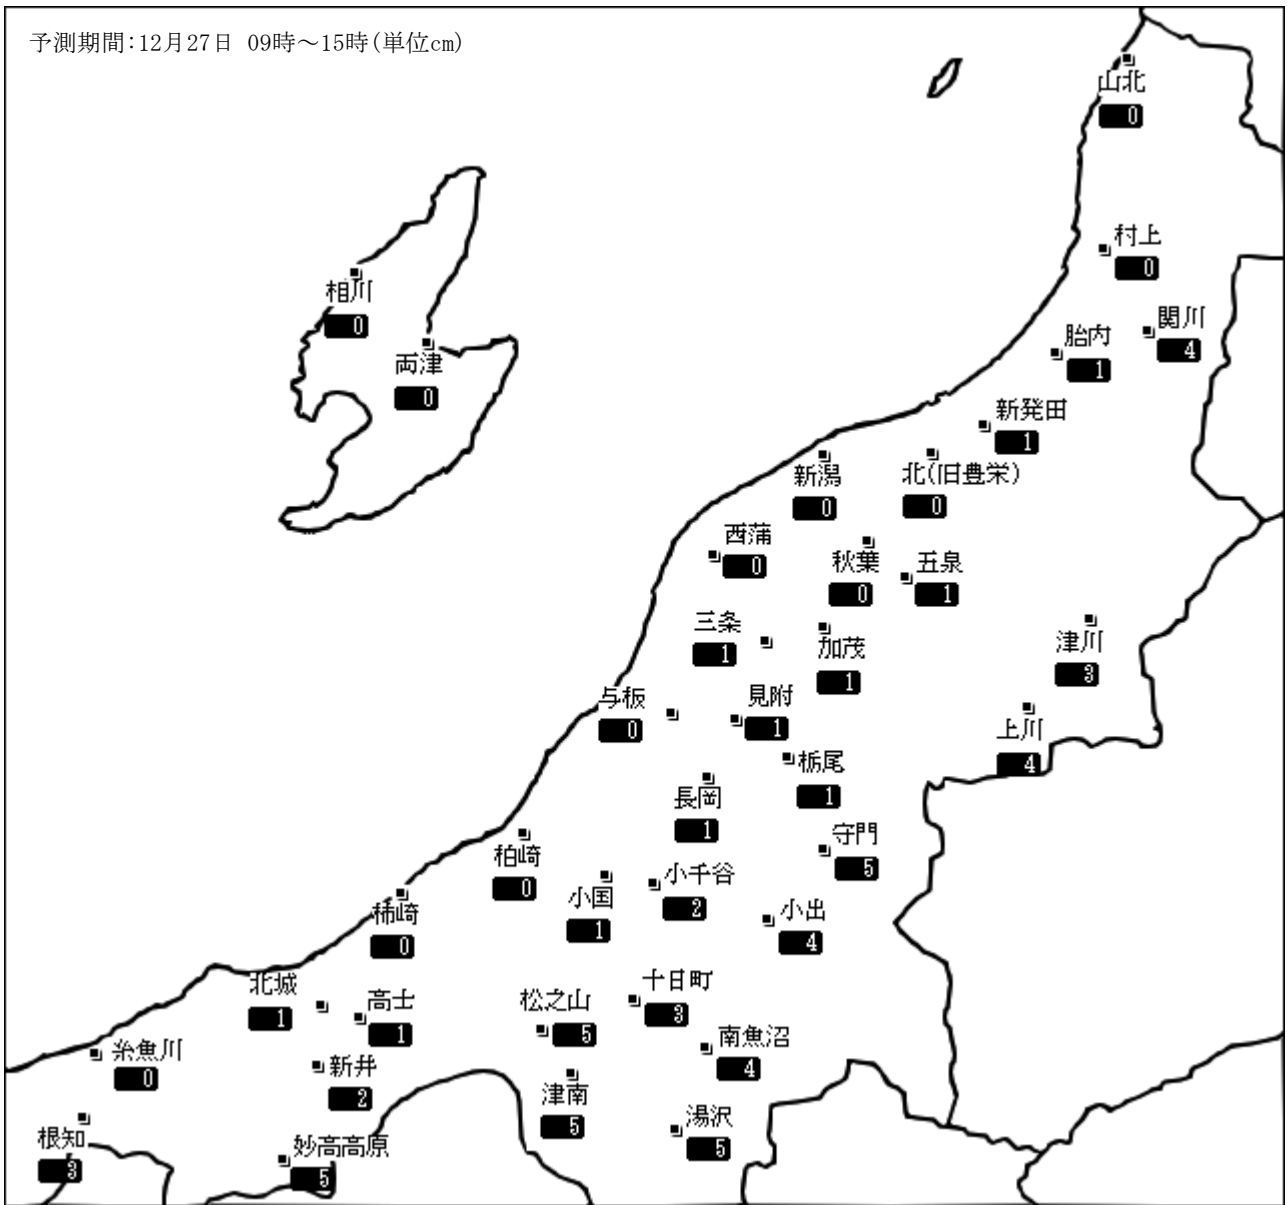 予測期間:12月27日 09時～15時(単位cm)
山北
0
村上
0
相川
0
関川
4
胎内
1
両津
0
新発田
1
新潟
0
北(旧豊栄)
0
西蒲
0
秋葉
0
五泉
1
三条
1
加茂
1
津川
3
与板
0
見附
1
上川
4
栃尾
1
長岡
1
守門
5
柏崎
0
小国
1
小千谷
2
小出
4
柿崎
0
北城
1
高士
1
松之山
5
十日町
3
南魚沼
4
糸魚川
0
新井
2
津南
5
湯沢
5
根知
3
妙高高原
5